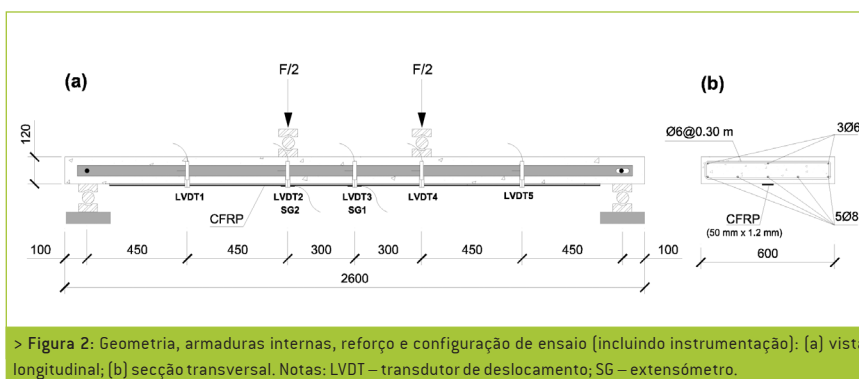 (a)
F/2
F/2
(b)
120
Ø6@0.30 m
3Ø6
LVDT1
LVDT2
SG2
LVDT3
SG1
LVDT4
LVDT5
CFRP
CFRP
(50 mm x 1.2 mm)
5Ø8
100
450
450
300
300
450
450
100
600
2600
> Figura 2: Geometria, armaduras internas, reforço e configuração de ensaio (incluindo instrumentação): (a) vista
longitudinal; (b) secção transversal. Notas: LVDT – transdutor de deslocamento; SG – extensómetro.